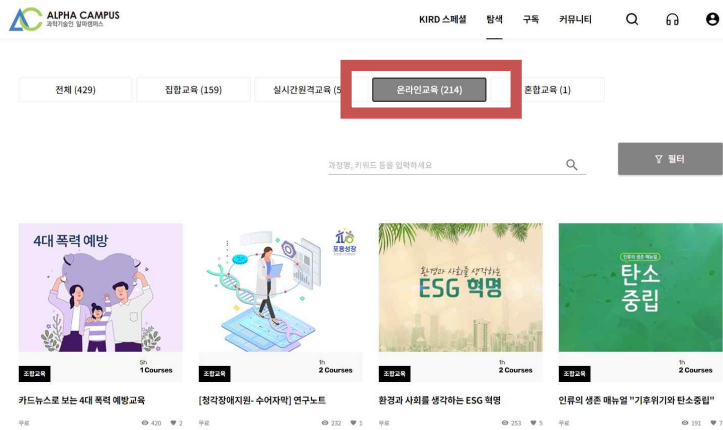 ALPHA CAMPUS
과학기술인 알파캠퍼스
KIRD 스페셜 탐색 구독 커뮤니티
전체 (429) 집합교육 (159) 실시간원격교육 (5 온라인교육 (214) 혼합교육 (1)
과정명, 키워드 등을 입력하세요 필터
4대 폭력 예방
포용성장
환경과 사회를 생각하는
ESG 혁명
인류의 생존 매뉴얼
탄소
중립
조합교육 5h 1 Courses
조합교육 1h 2 Courses
조합교육 1h 2 Courses
조합교육 1h 2 Courses
카드뉴스로 보는 4대 폭력 예방교육
[청각장애지원- 수어자막] 연구노트
환경과 사회를 생각하는 ESG 혁명
인류의 생존 매뉴얼 "기후위기와 탄소중립"
무료 420 2
무료 232 1
무료 253 5
무료 191 7